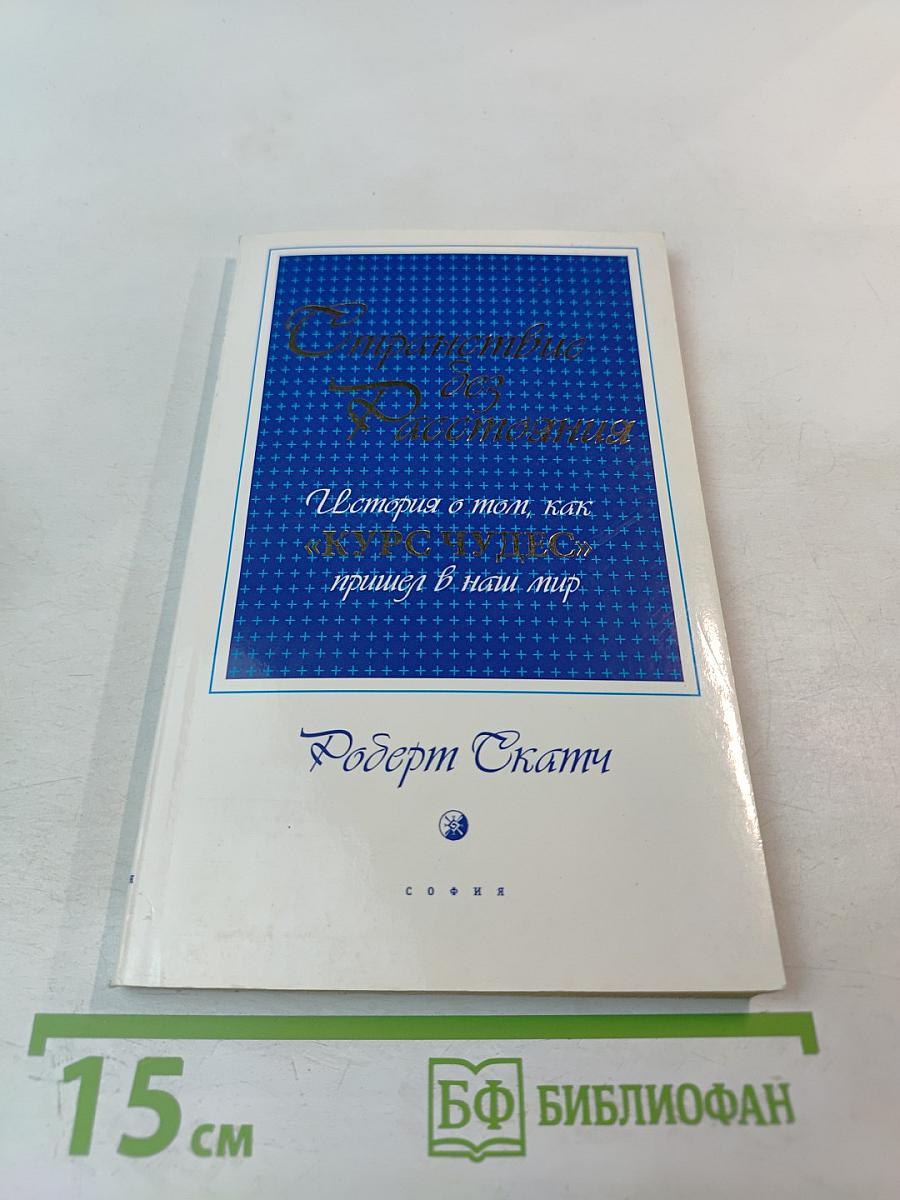 Странствие
без
Расстояния
История о том, как
«КУРС ЧУДЕС»
пришел в наш мир
Роберт Скатч
СОФИЯ
15 см
БФ БИБЛИОФАН